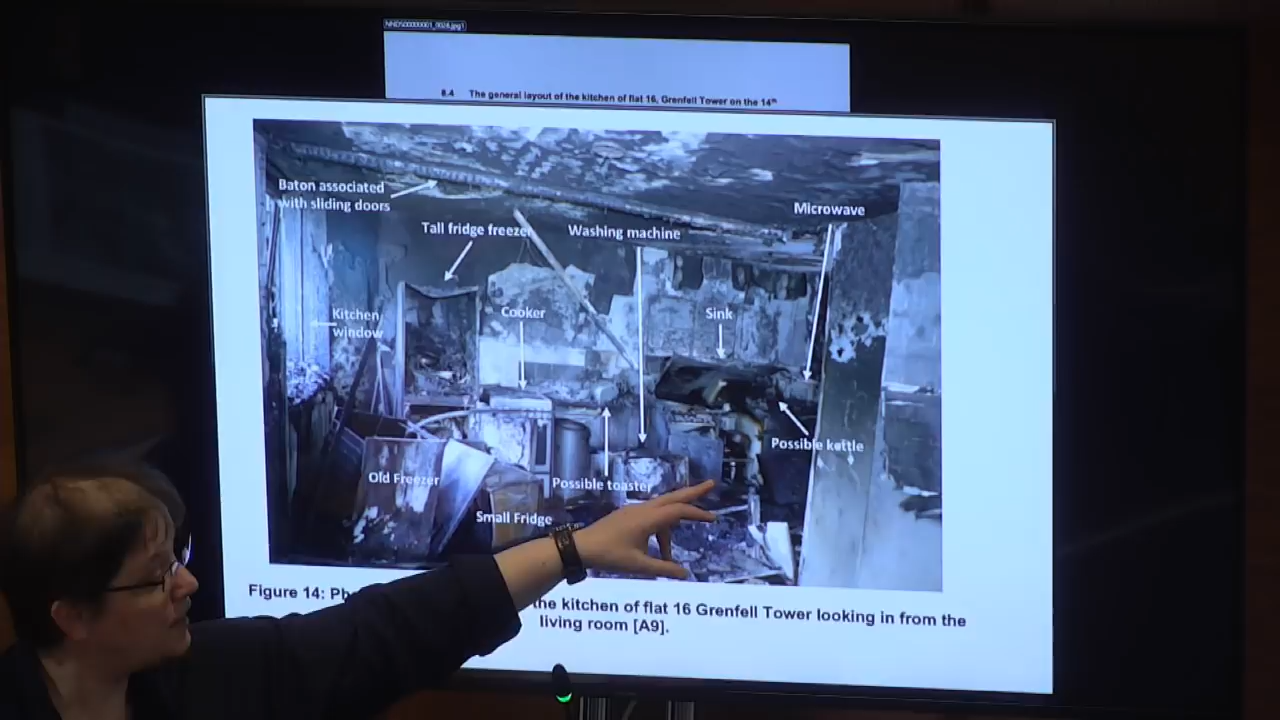 8.4 The general layout of the kitchen of flat 16, Grenfell Tower on the 14th
Baton associated
with sliding doors
Tall fridge freezer
Washing machine
Microwave
Kitchen
window
Cooker
Sink
Possible kettle
Old Freezer
Possible toaster
Small Fridge
Figure 14:
the kitchen of flat 16 Grenfell Tower looking in from the
living room [A9].